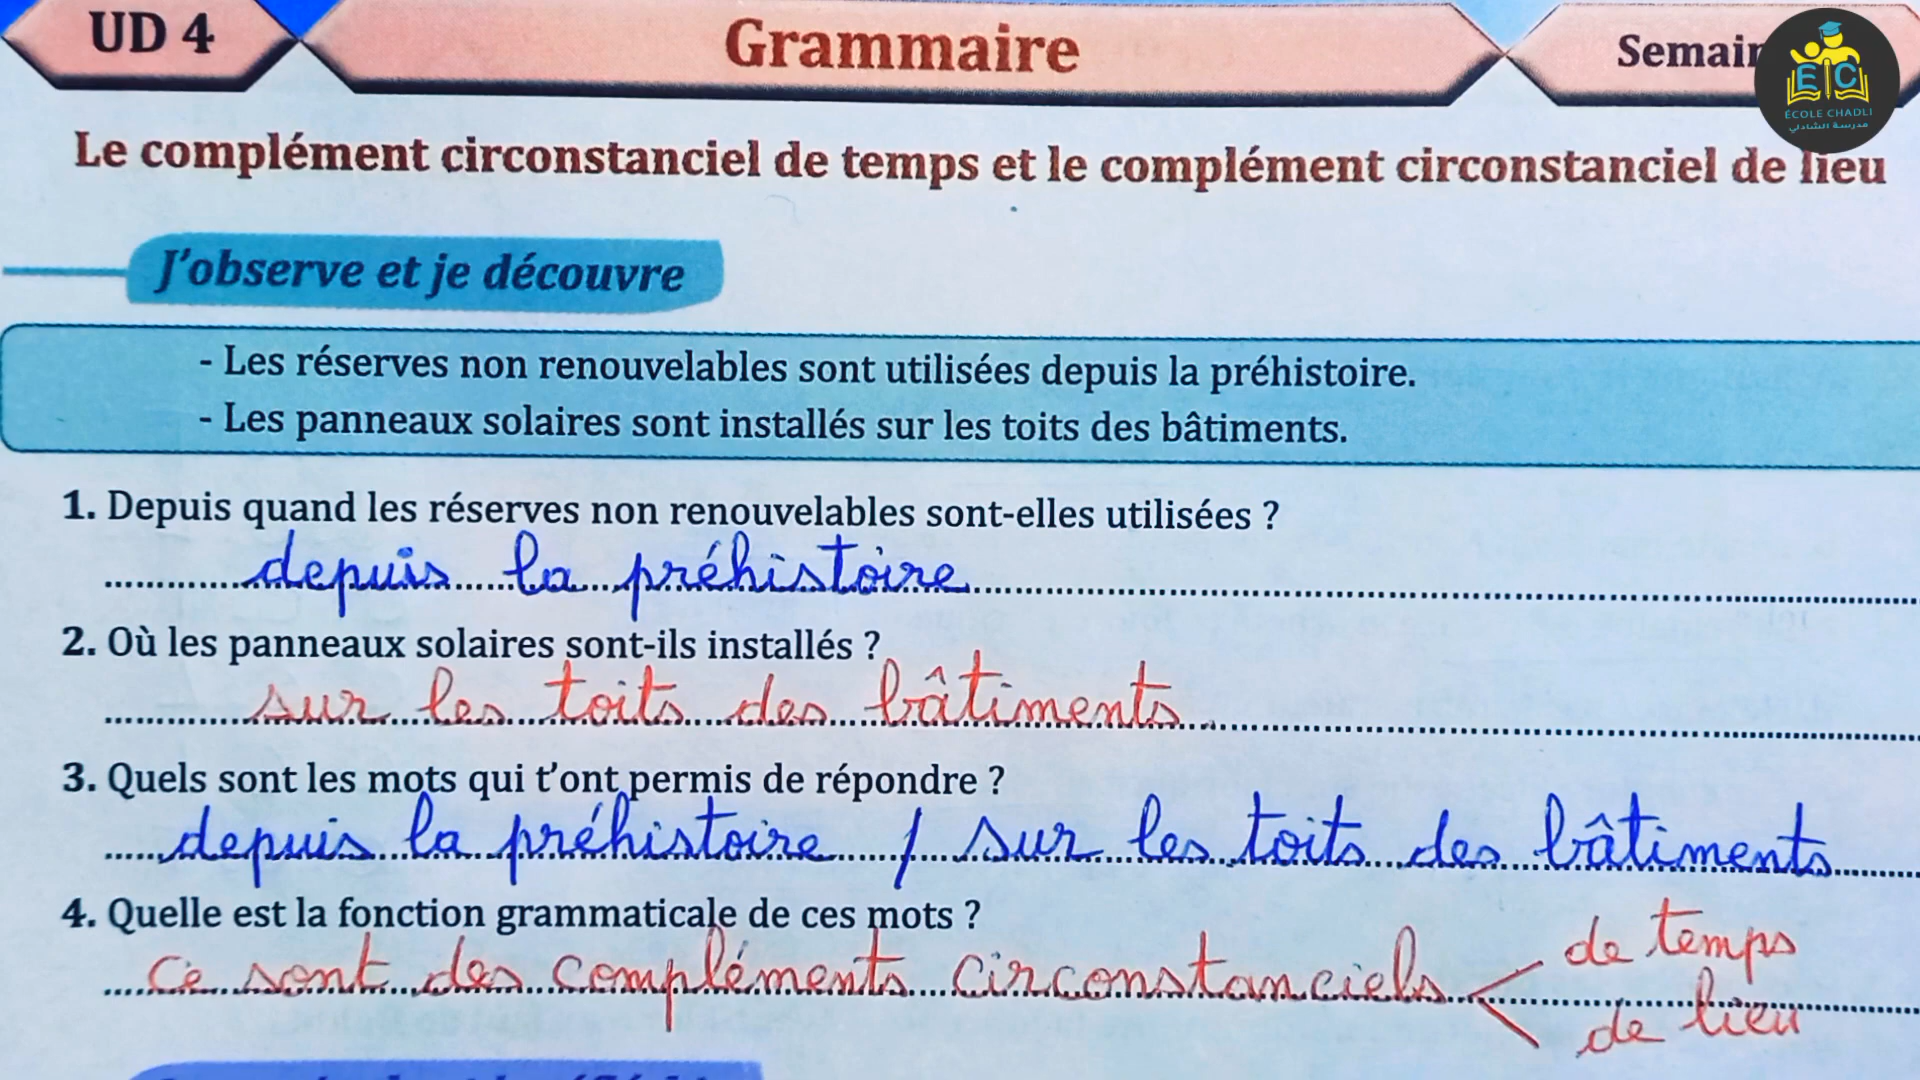 UD 4
Grammaire
Semain
ÉCOLE CHADLI
مدرسة الشادلي
Le complément circonstanciel de temps et le complément circonstanciel de lieu
J'observe et je découvre
- Les réserves non renouvelables sont utilisées depuis la préhistoire.
- Les panneaux solaires sont installés sur les toits des bâtiments.
1. Depuis quand les réserves non renouvelables sont-elles utilisées ?
depuis la préhistoire
2. Où les panneaux solaires sont-ils installés ?
sur les toits des bâtiments.
3. Quels sont les mots qui t'ont permis de répondre ?
depuis la préhistoire / sur les toits des bâtiments
4. Quelle est la fonction grammaticale de ces mots ?
Ce sont des compléments circonstanciels < de temps
de lieu